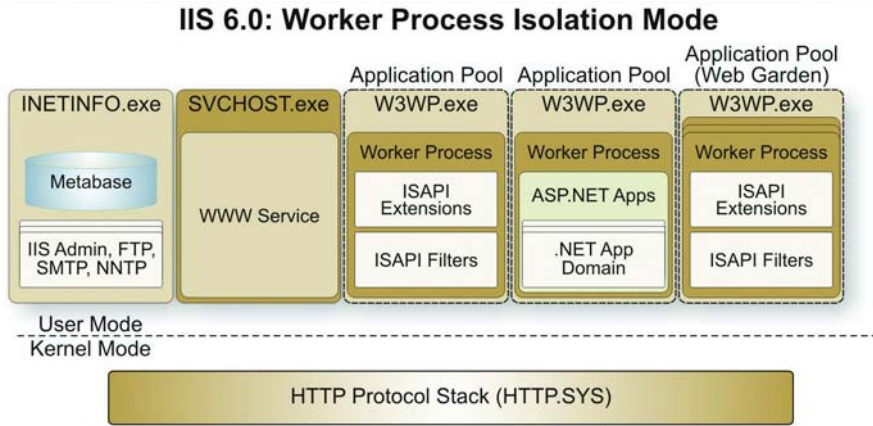 IIS 6.0: Worker Process Isolation Mode
Application Pool
Application Pool
Application Pool
(Web Garden)
INETINFO.exe
SVCHOST.exe
W3WP.exe
W3WP.exe
W3WP.exe
Metabase
IIS Admin, FTP,
SMTP, NNTP
WWW Service
Worker Process
ISAPI
Extensions
ISAPI Filters
Worker Process
ASP.NET Apps
.NET App
Domain
Worker Process
ISAPI
Extensions
ISAPI Filters
User Mode
Kernel Mode
HTTP Protocol Stack (HTTP.SYS)